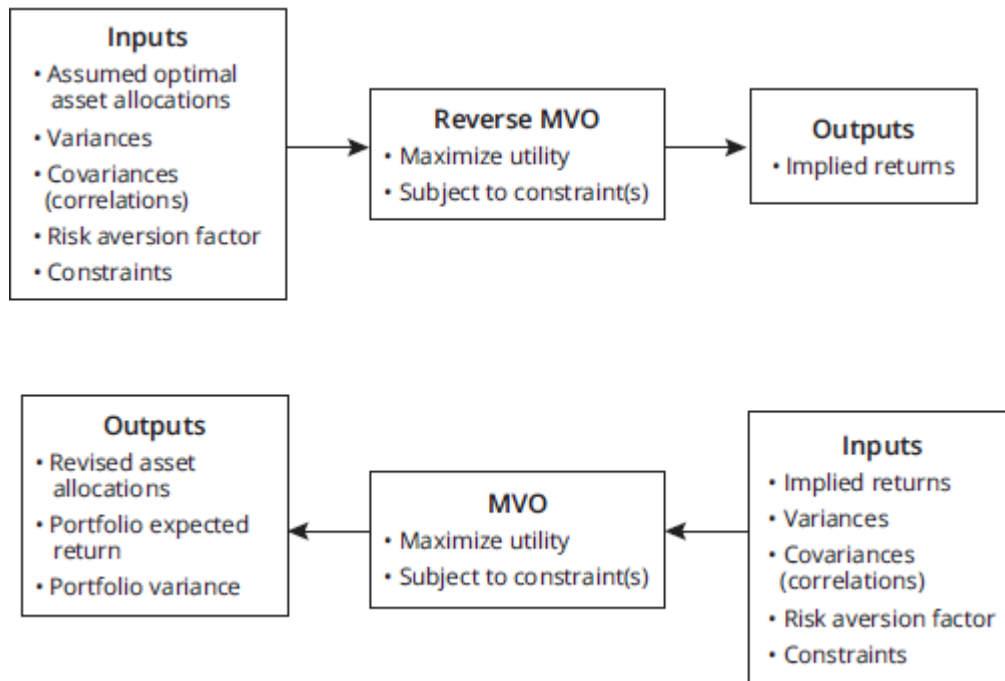 Inputs
• Assumed optimal
asset allocations
• Variances
• Covariances
(correlations)
• Risk aversion factor
• Constraints
Reverse MVO
• Maximize utility
• Subject to constraint(s)
Outputs
• Implied returns
Outputs
• Revised asset
allocations
• Portfolio expected
return
• Portfolio variance
MVO
• Maximize utility
• Subject to constraint(s)
Inputs
• Implied returns
• Variances
• Covariances
(correlations)
• Risk aversion factor
• Constraints